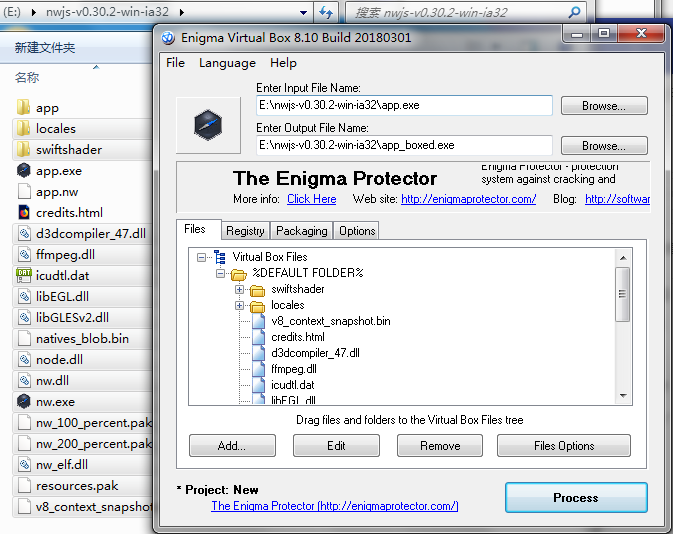 (E:) ▸ nwjs-v0.30.2-win-ia32 ▸
搜索 nwjs-v0.30.2-win-ia32
新建文件夹
名称
app
locales
swiftshader
app.exe
app.nw
credits.html
d3dcompiler_47.dll
ffmpeg.dll
icudtl.dat
libEGL.dll
libGLESv2.dll
natives_blob.bin
node.dll
nw.dll
nw.exe
nw_100_percent.pak
nw_200_percent.pak
nw_elf.dll
resources.pak
v8_context_snapshot
Enigma Virtual Box 8.10 Build 20180301
File Language Help
Enter Input File Name:
E:\nwjs-v0.30.2-win-ia32\app.exe
Browse...
Enter Output File Name:
E:\nwjs-v0.30.2-win-ia32\app_boxed.exe
Browse...
The Enigma Protector
Enigma Protector - protection
system against cracking and
More info: Click Here Web site: http://enigmaprotector.com/ Blog: http://software
Files Registry Packaging Options
Virtual Box Files
%DEFAULT FOLDER%
swiftshader
locales
v8_context_snapshot.bin
credits.html
d3dcompiler_47.dll
ffmpeg.dll
icudtl.dat
libEGL.dll
Drag files and folders to the Virtual Box Files tree
Add... Edit Remove Files Options
* Project: New
The Enigma Protector (http://enigmaprotector.com/)
Process